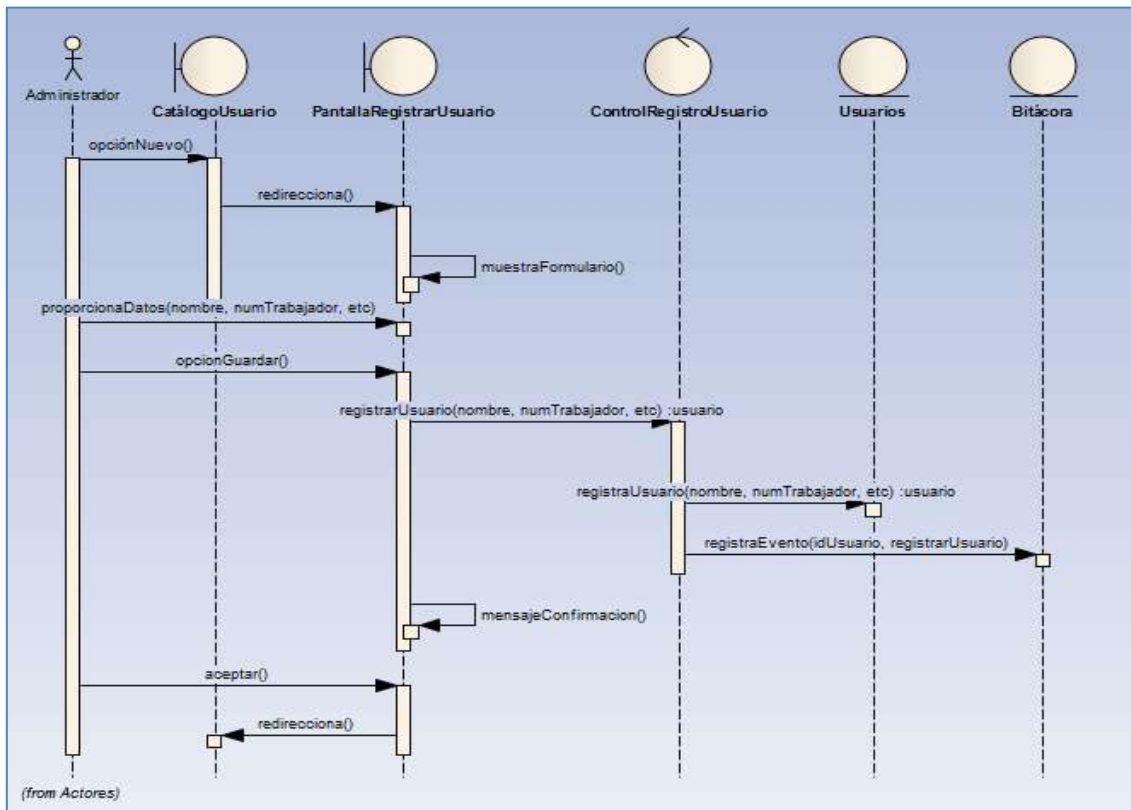 Administrador
CatálogoUsuario
PantallaRegistrarUsuario
ControlRegistroUsuario
Usuarios
Bitácora
opciónNuevo()
redirecciona()
muestraFormulario()
proporcionaDatos(nombre, numTrabajador, etc)
opcionGuardar()
registrarUsuario(nombre, numTrabajador, etc) :usuario
registraUsuario(nombre, numTrabajador, etc) :usuario
registraEvento(idUsuario, registrarUsuario)
mensajeConfirmacion()
aceptar()
redirecciona()
(from Actores)